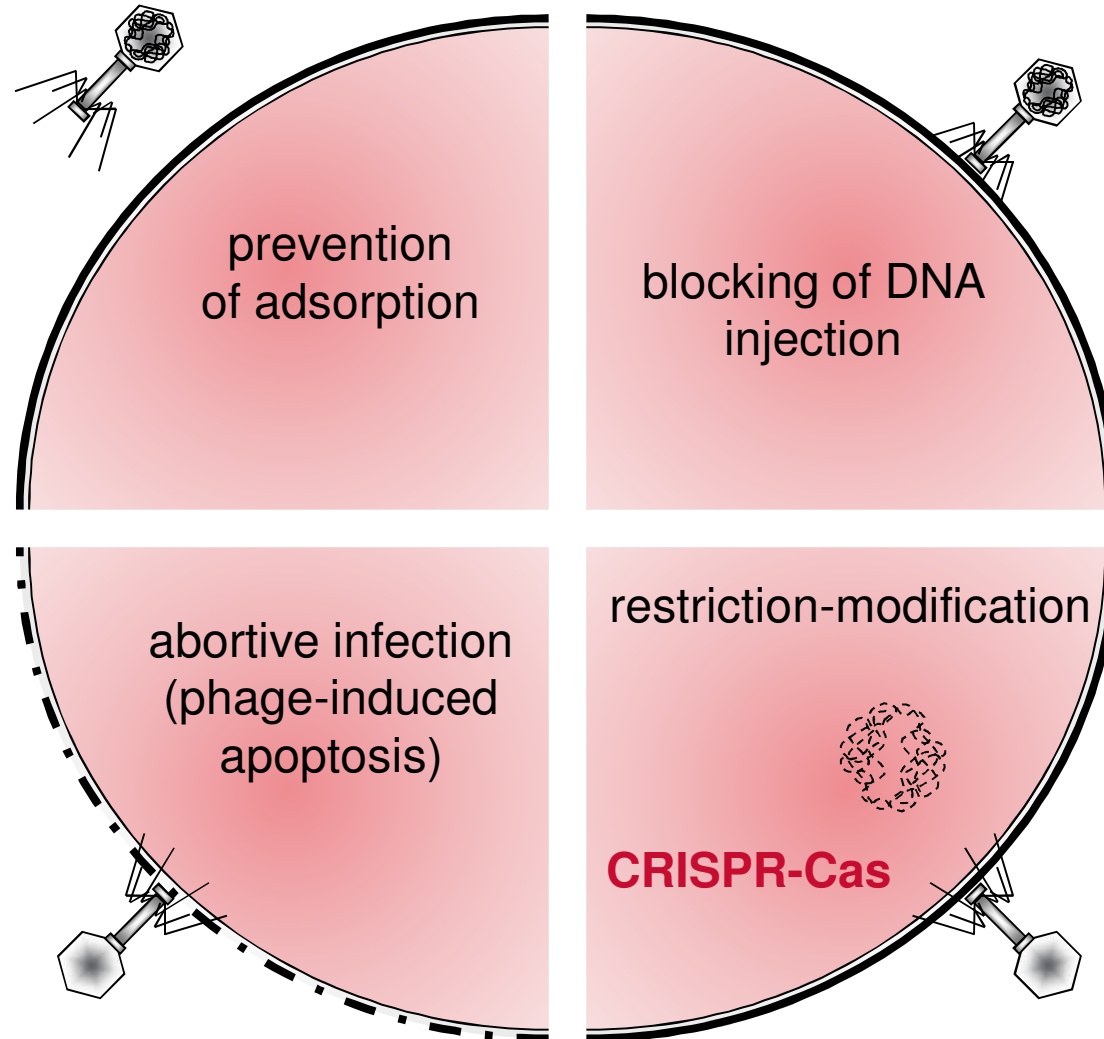 prevention
of adsorption
blocking of DNA
injection
abortive infection
(phage-induced
apoptosis)
restriction-modification
CRISPR-Cas